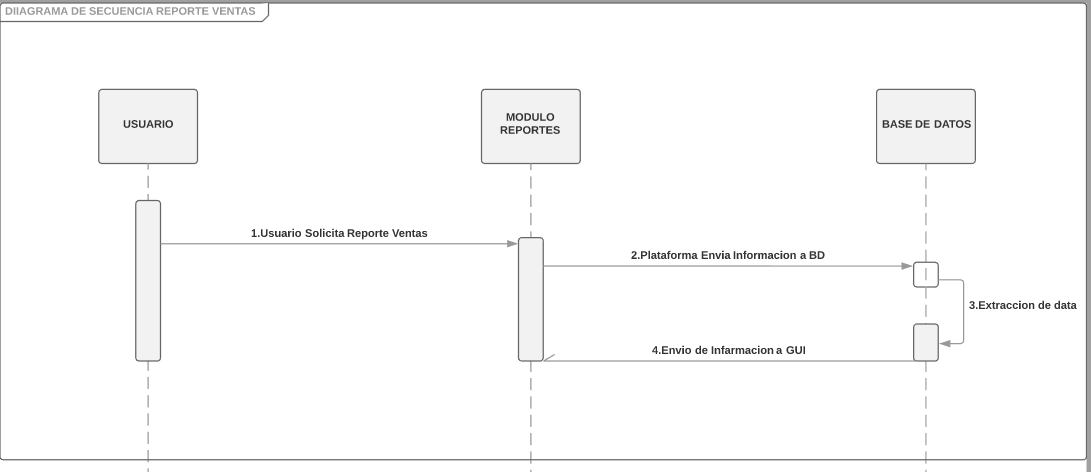 DIIAGRAMA DE SECUENCIA REPORTE VENTAS
USUARIO
MODULO
REPORTES
BASE DE DATOS
1.Usuario Solicita Reporte Ventas
2.Plataforma Envia Informacion a BD
3.Extraccion de data
4.Envio de Infarmacion a GUI